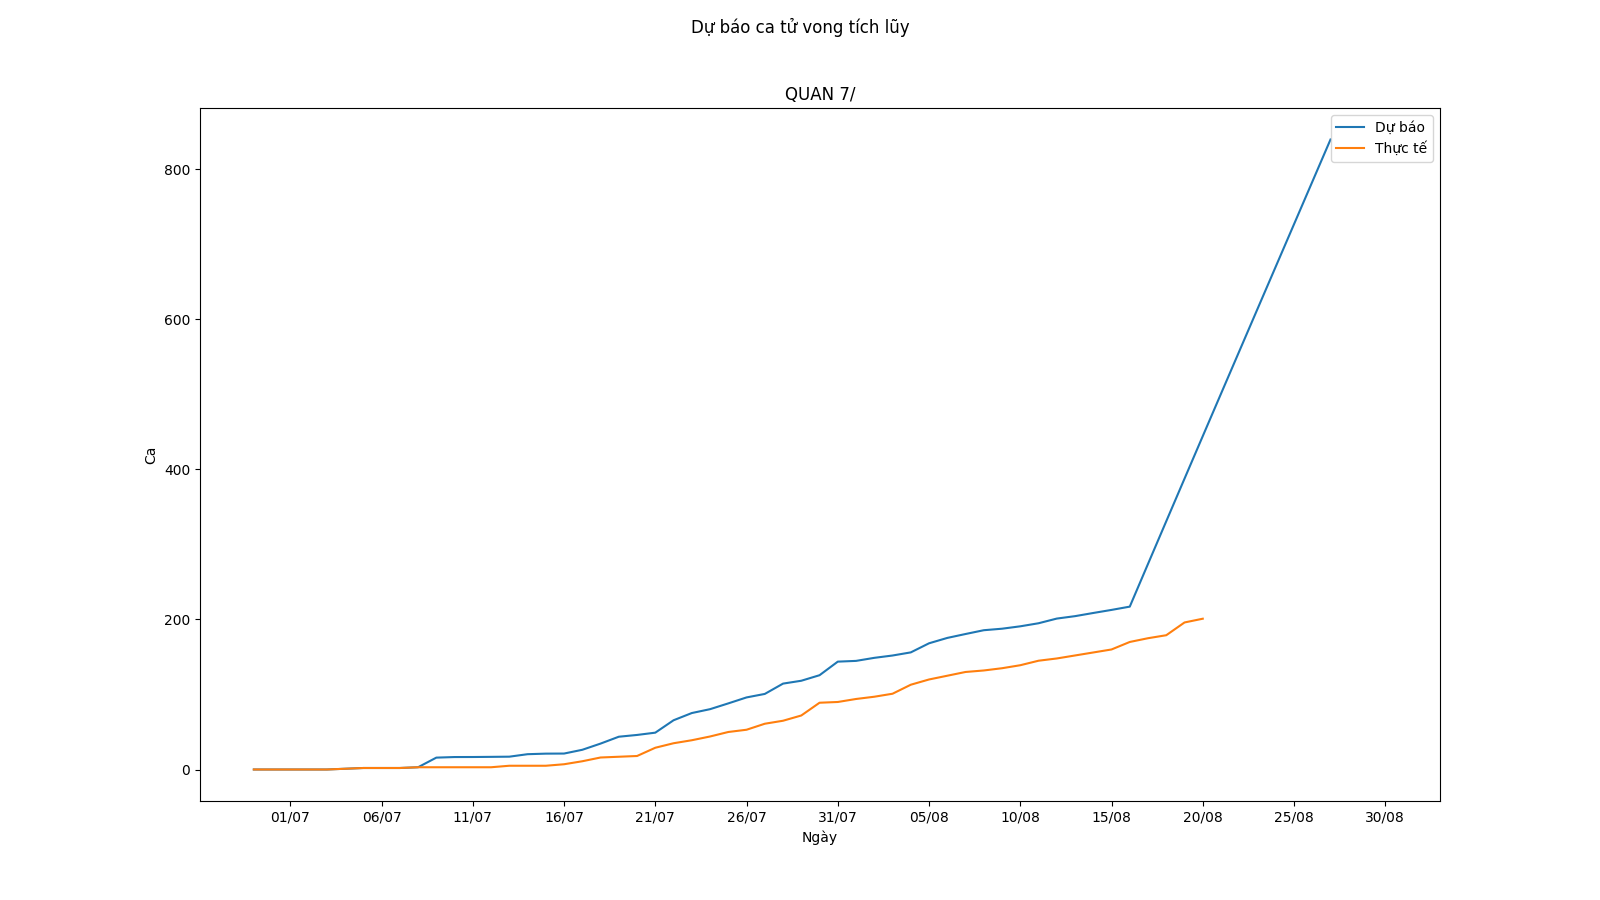 Dự báo ca tử vong tích lũy
QUAN 7/
Dự báo
Thực tế
800
600
400
200
0
Ca
01/07 06/07 11/07 16/07 21/07 26/07 31/07 05/08 10/08 15/08 20/08 25/08 30/08
Ngày